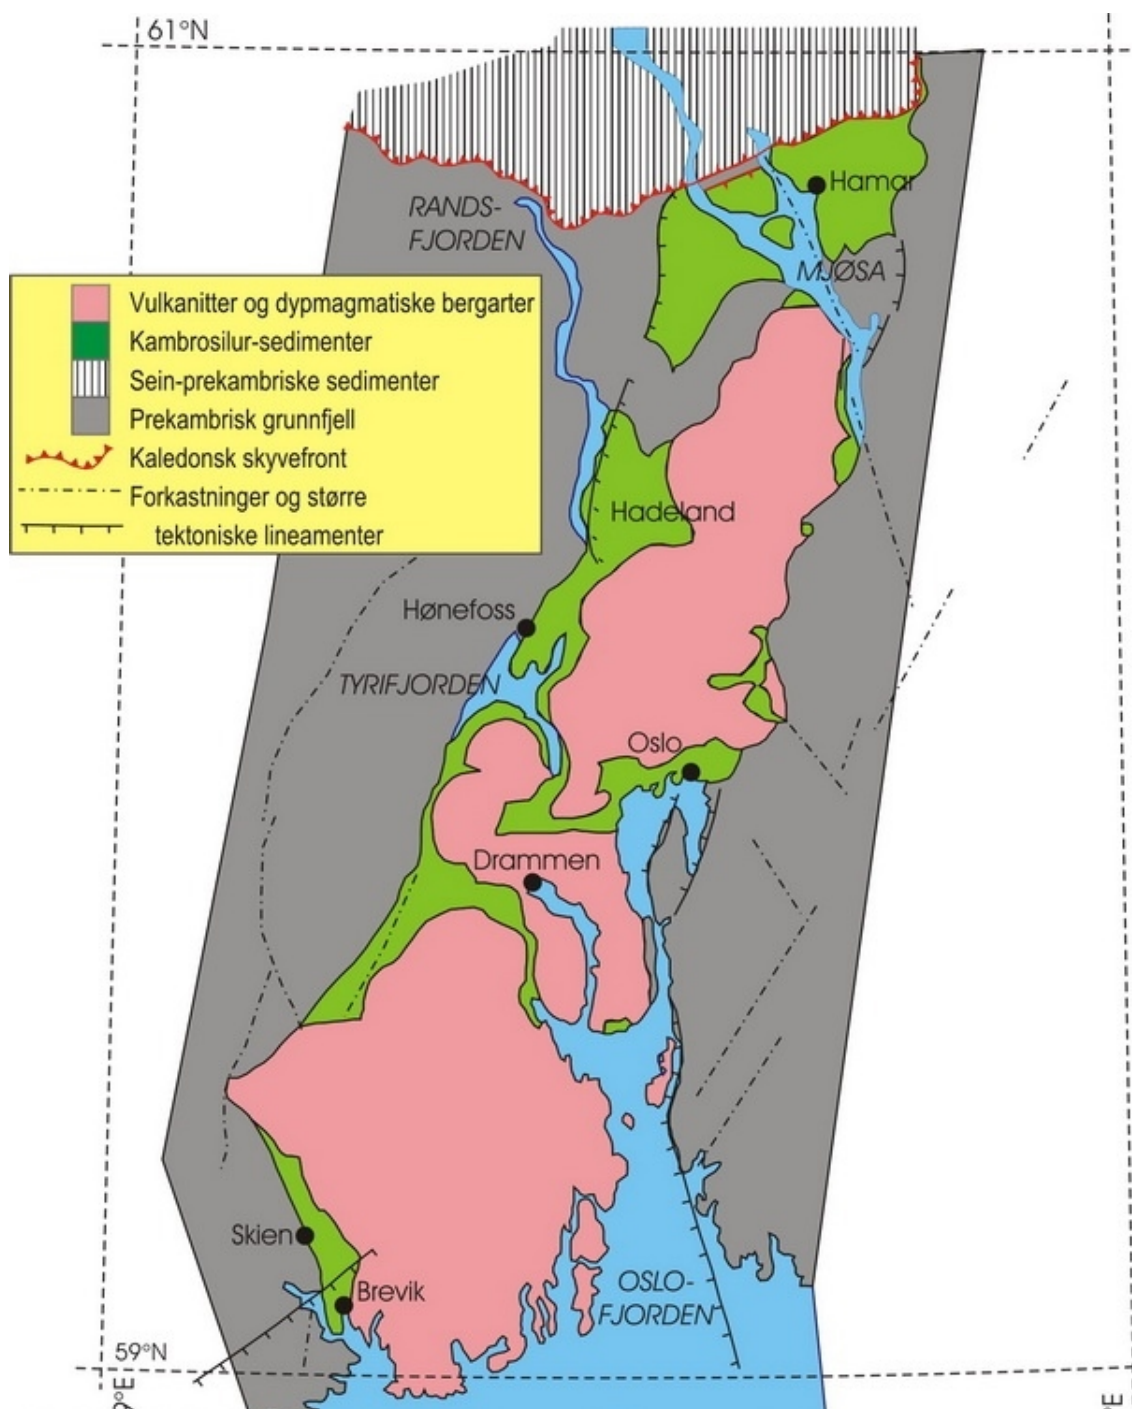 61°N
RANDS-
FJORDEN
Hamar
MJØSA
Vulkanitter og dypmagmatiske bergarter
Kambrosilur-sedimenter
Sein-prekambriske sedimenter
Prekambrisk grunnfjell
Kaledonsk skyvefront
Forkastninger og større
tektoniske lineamenter
Hadeland
Hønefoss
TYRIFJORDEN
Oslo
Drammen
Skien
Brevik
OSLO-
FJORDEN
59°N